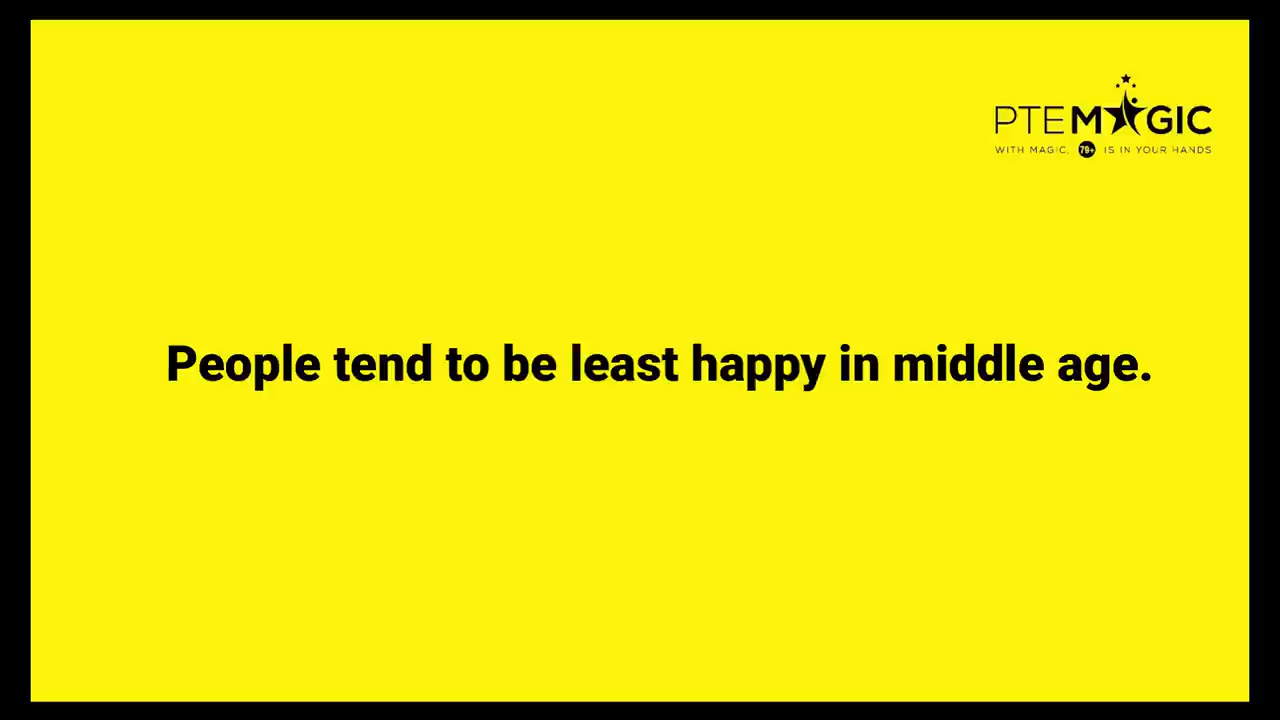 PTEMAGIC
WITH MAGIC, 79+ IS IN YOUR HANDS
People tend to be least happy in middle age.